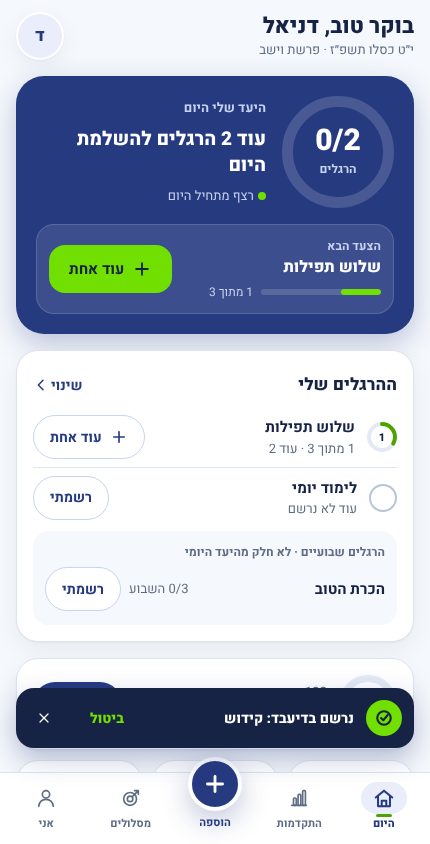 בוקר טוב, דניאל
י״ט כסלו תשפ״ז · פרשת וישב
ד
היעד שלי היום
עוד 2 הרגלים להשלמת
היום
רצף מתחיל היום
0/2
הרגלים
הצעד הבא
שלוש תפילות
1 מתוך 3
עוד אחת
ההרגלים שלי
שינוי
1
שלוש תפילות
1 מתוך 3 · עוד 2
עוד אחת
לימוד יומי
עוד לא נרשם
רשמתי
הרגלים שבועיים · לא חלק מהיעד היומי
הכרת הטוב
0/3 השבוע
רשמתי
נרשם בדיעבד: קידוש
ביטול
היום
התקדמות
הוספה
מסלולים
אני